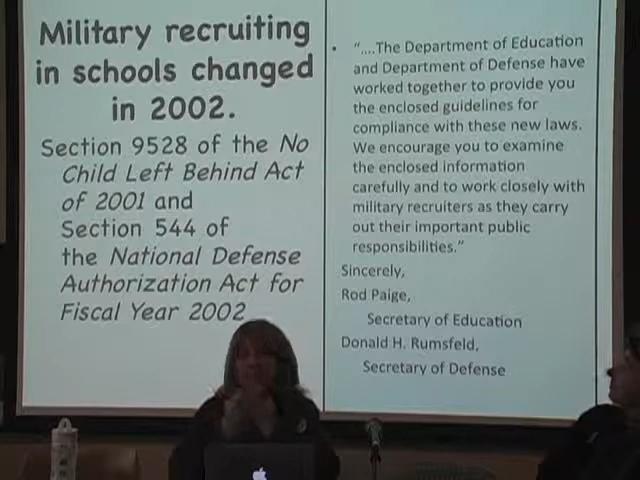 Military recruiting
in schools changed
in 2002.
Section 9528 of the No
Child Left Behind Act
of 2001 and
Section 544 of
the National Defense
Authorization Act for
Fiscal Year 2002
• "....The Department of Education
and Department of Defense have
worked together to provide you
the enclosed guidelines for
compliance with these new laws.
We encourage you to examine
the enclosed information
carefully and to work closely with
military recruiters as they carry
out their important public
responsibilities."
Sincerely,
Rod Paige,
Secretary of Education
Donald H. Rumsfeld,
Secretary of Defense